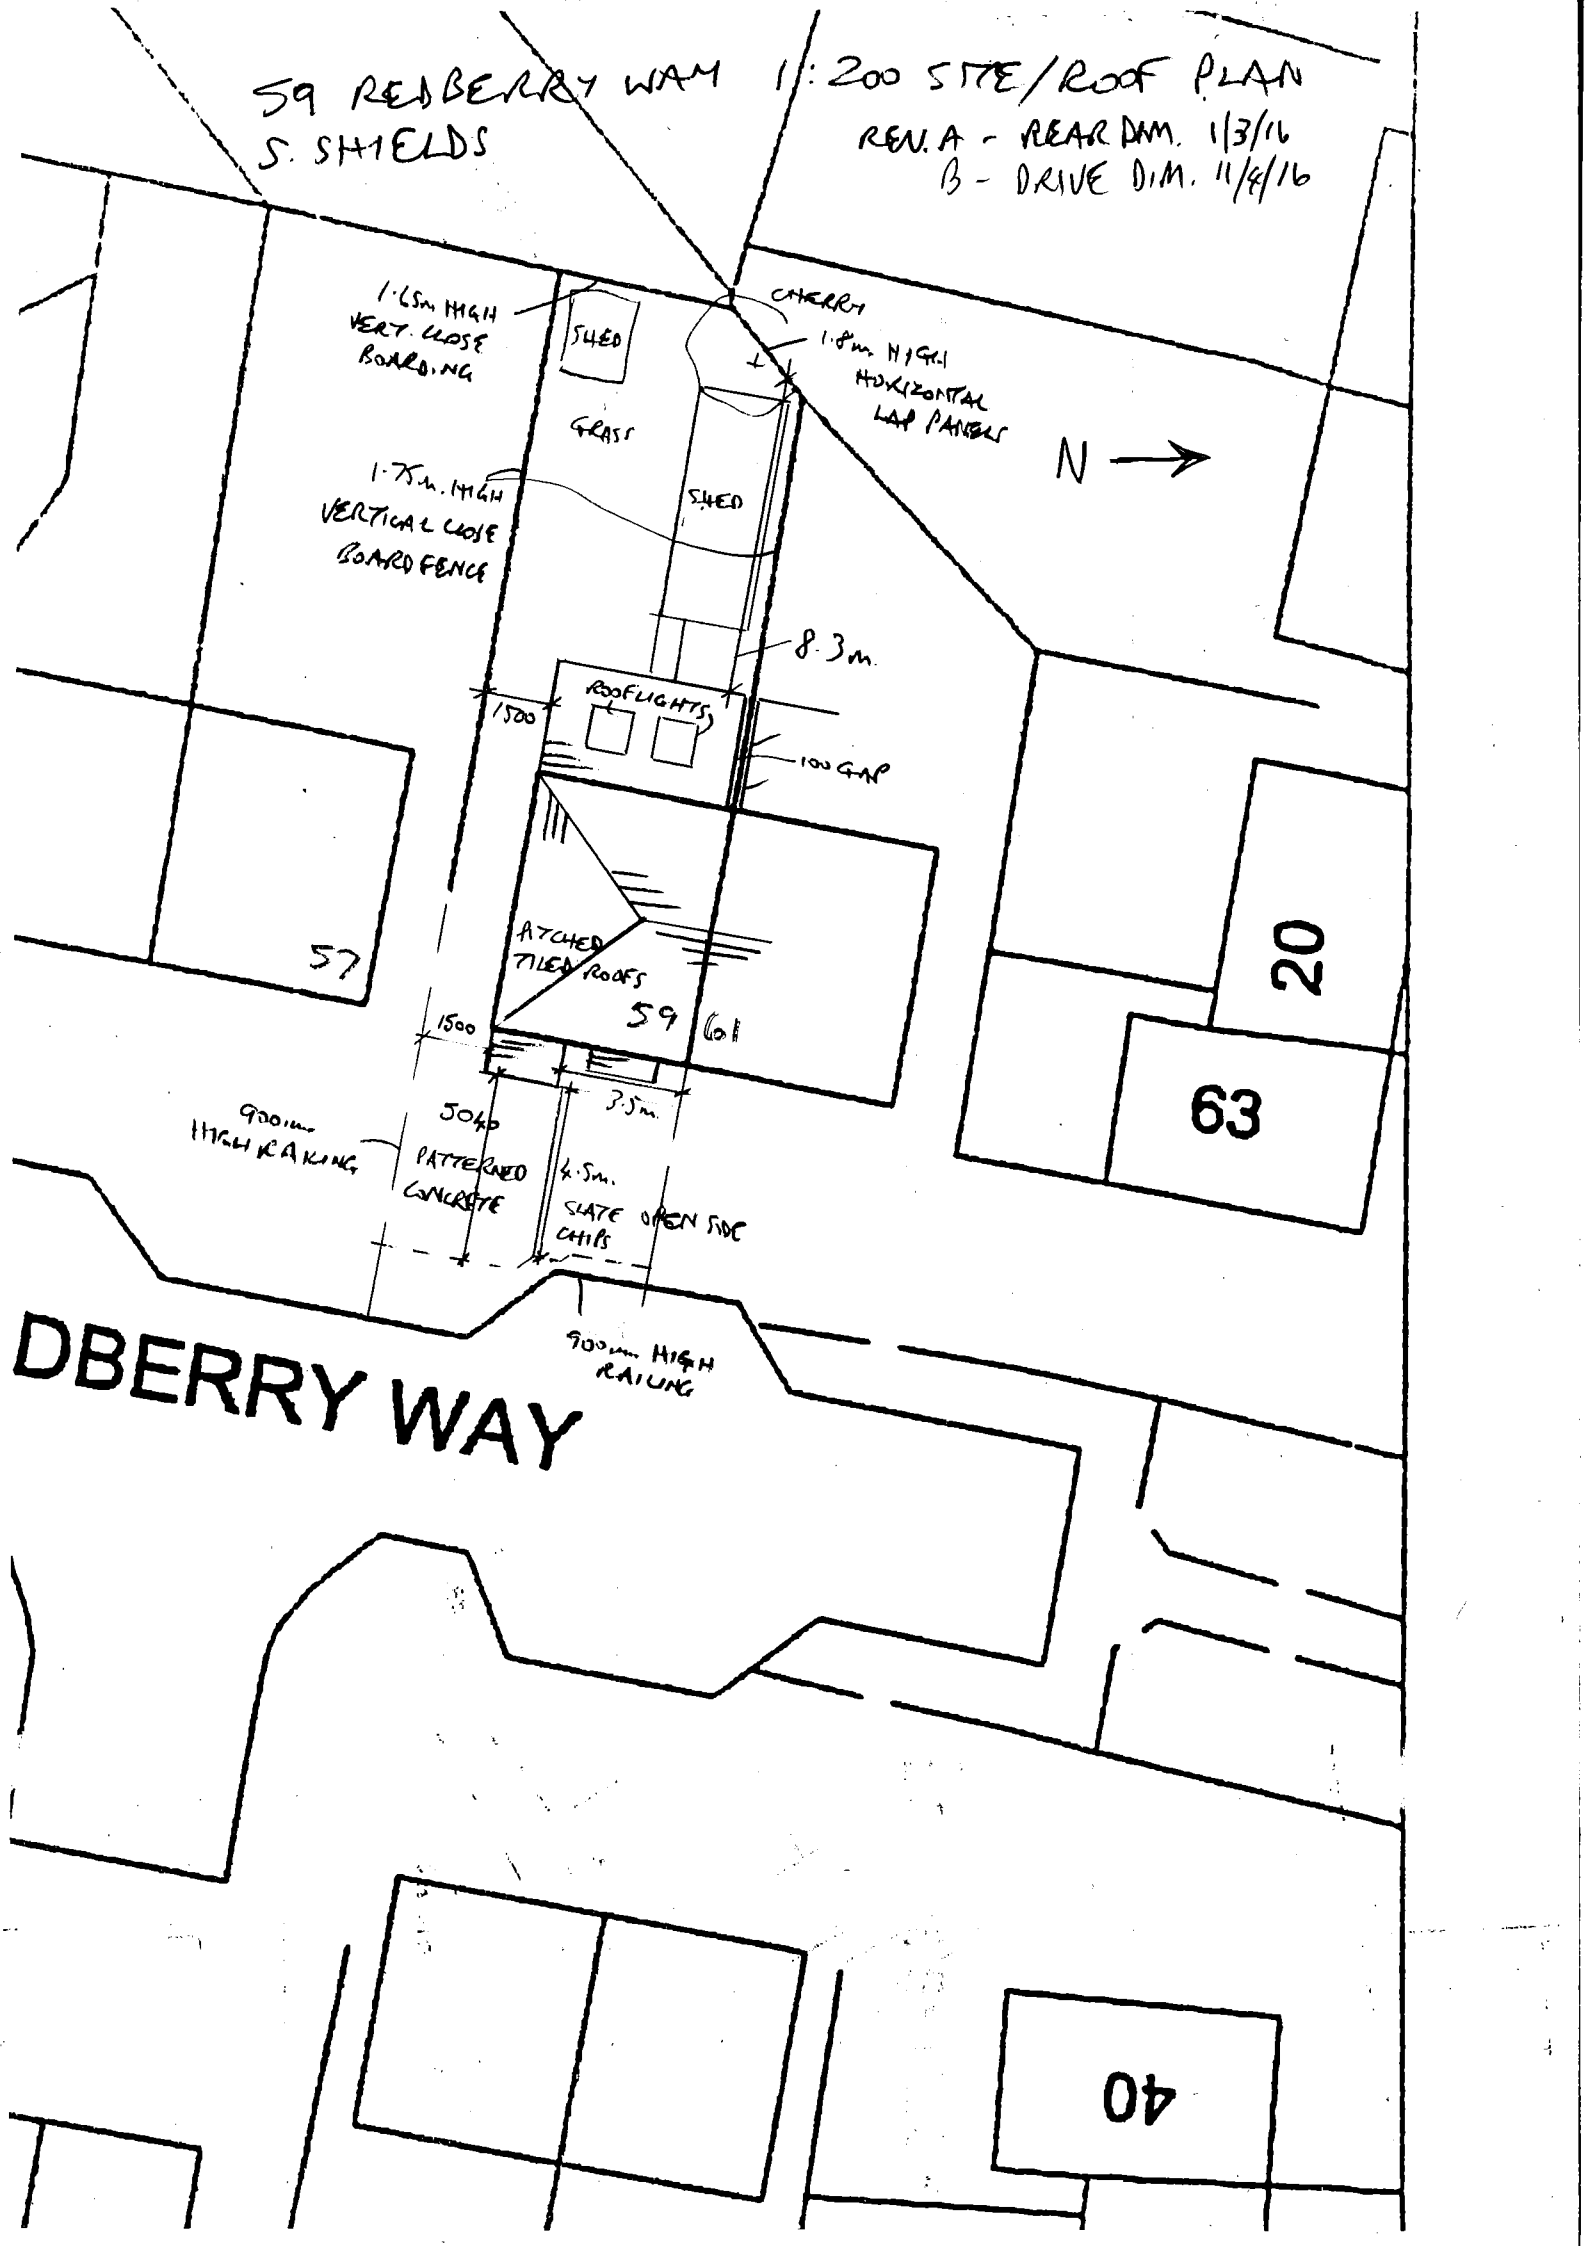 59 REDBERRY WAY 1:200 SITE/ROOF PLAN
S. SHIELDS
REV. A - REAR DIM. 1/3/16
B - DRIVE DIM. 11/4/16
1.65m HIGH
VERT. CLOSE
BOARDING
SHED
CHERRY
1.8m HIGH
HORIZONTAL
LAP PANELS
GRASS
N
1.75m. HIGH
VERTICAL CLOSE
BOARD FENCE
SHED
8.3m.
ROOFLIGHTS
1500
100 GAP
PITCHED
TILED ROOFS
57
59
61
1500
20
63
3.5m.
900mm
HIGH RAILING
5040
PATTERNED
CONCRETE
4.5m.
SLATE
CHIPS
OPEN SIDE
900mm HIGH
RAILING
DBERRY WAY
40